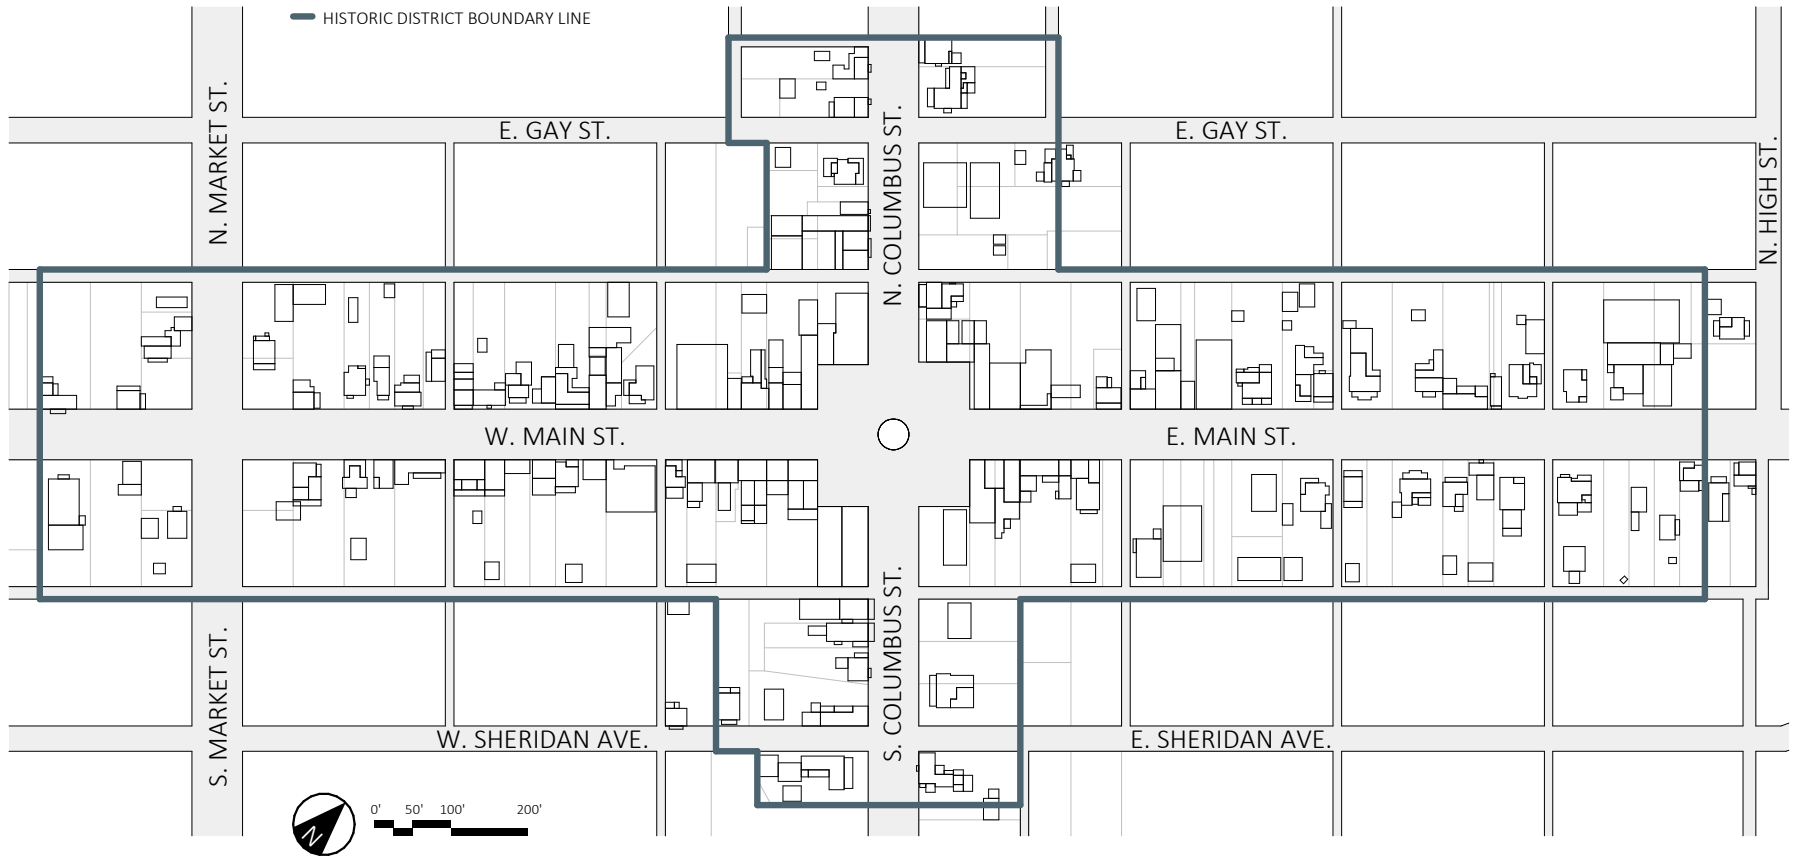 HISTORIC DISTRICT BOUNDARY LINE
N. MARKET ST.
E. GAY ST.
N. COLUMBUS ST.
E. GAY ST.
N. HIGH ST.
W. MAIN ST.
E. MAIN ST.
S. MARKET ST.
W. SHERIDAN AVE.
S. COLUMBUS ST.
E. SHERIDAN AVE.
N
0' 50' 100' 200'